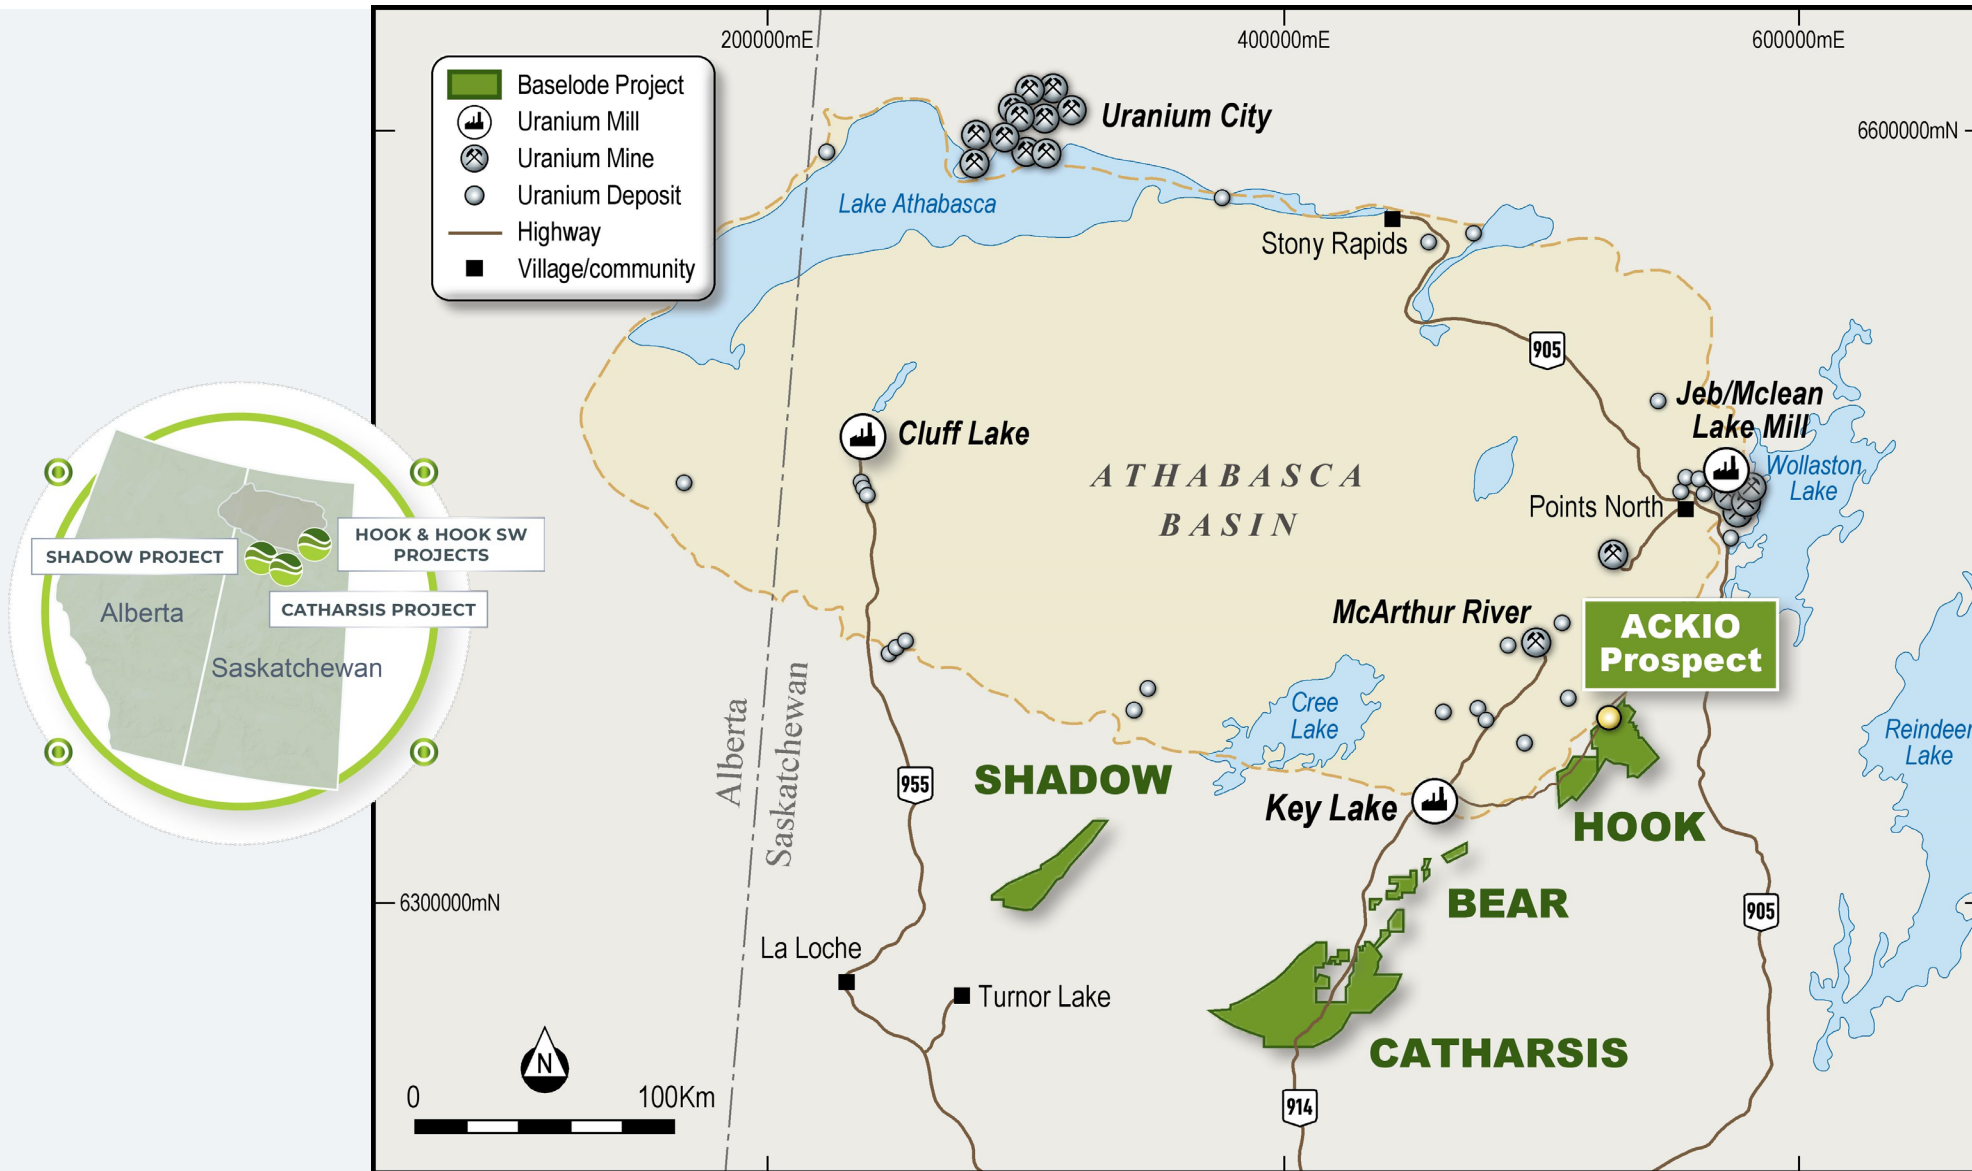 200000mE
400000mE
600000mE
Baselode Project
Uranium Mill
Uranium Mine
Uranium Deposit
Highway
Village/community
Uranium City
6600000mN
Lake Athabasca
Stony Rapids
905
Jeb/Mclean
Lake Mill
Cluff Lake
ATHABASCA
BASIN
Wollaston
Lake
Points North
HOOK & HOOK SW
PROJECTS
SHADOW PROJECT
CATHARSIS PROJECT
Alberta
Saskatchewan
McArthur River
ACKIO
Prospect
Cree
Lake
Reindeer
Lake
Alberta
Saskatchewan
955
SHADOW
Key Lake
HOOK
6300000mN
BEAR
905
La Loche
Turnor Lake
CATHARSIS
N
0
100Km
914